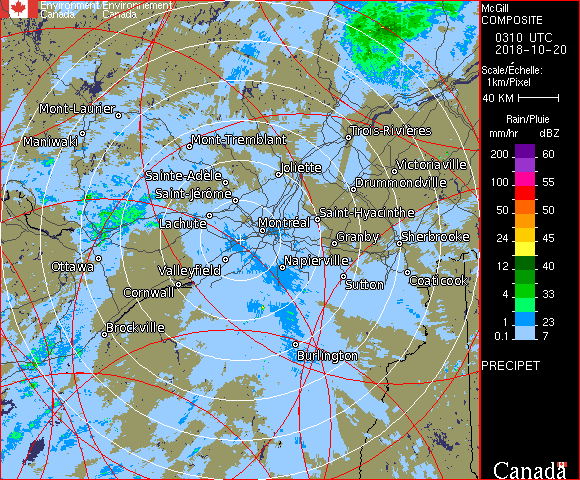 Environment Environnement
Canada Canada
McGill
COMPOSITE
0310 UTC
2018-10-20
Scale/Échelle:
1km/Pixel
40 KM
Rain/Pluie
mm/hr dBZ
200 60
100 55
50 50
24 45
12 40
4 33
1 23
0.1 7
PRECIPET
Canada
Mont-Laurier
Maniwaki
Mont-Tremblant
Trois-Rivières
Sainte-Adèle
Joliette
Victoriaville
Saint-Jérôme
Drummondville
Lachute
Montréal
Saint-Hyacinthe
Granby
Sherbrooke
Ottawa
Valleyfield
Napierville
Cornwall
Sutton
Coaticook
Brockville
Burlington